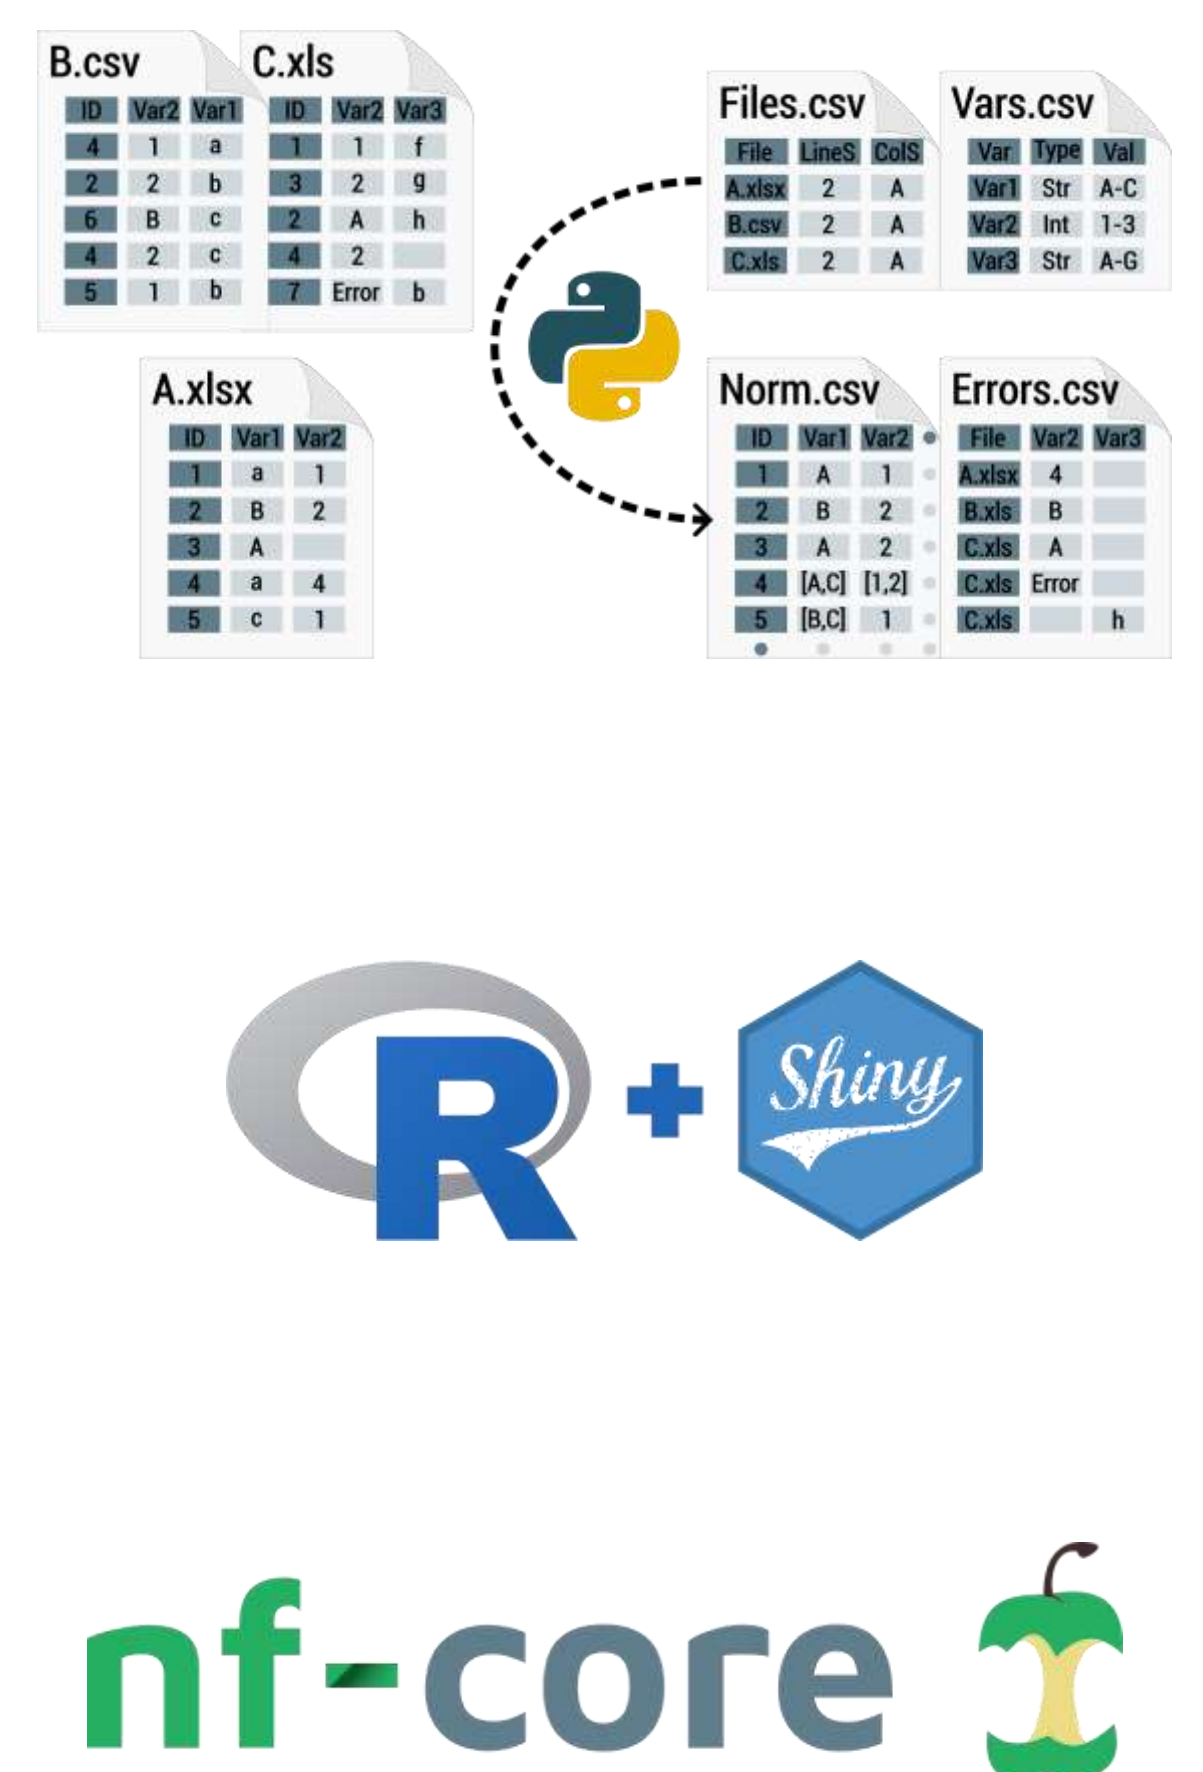 B.csv
ID Var2 Var1
4 1 a
2 2 b
6 B c
4 2 c
5 1 b
C.xls
ID Var2 Var3
1 1 f
3 2 g
2 A h
4 2
7 Error b
A.xlsx
ID Var1 Var2
1 a 1
2 B 2
3 A
4 a 4
5 c 1
Files.csv
File LineS ColS
A.xlsx 2 A
B.csv 2 A
C.xls 2 A
Vars.csv
Var Type Val
Var1 Str A-C
Var2 Int 1-3
Var3 Str A-G
Norm.csv
ID Var1 Var2
1 A 1
2 B 2
3 A 2
4 [A,C] [1,2]
5 [B,C] 1
Errors.csv
File Var2 Var3
A.xlsx 4
B.xls B
C.xls A
C.xls Error
C.xls h
R + Shiny
nf-core